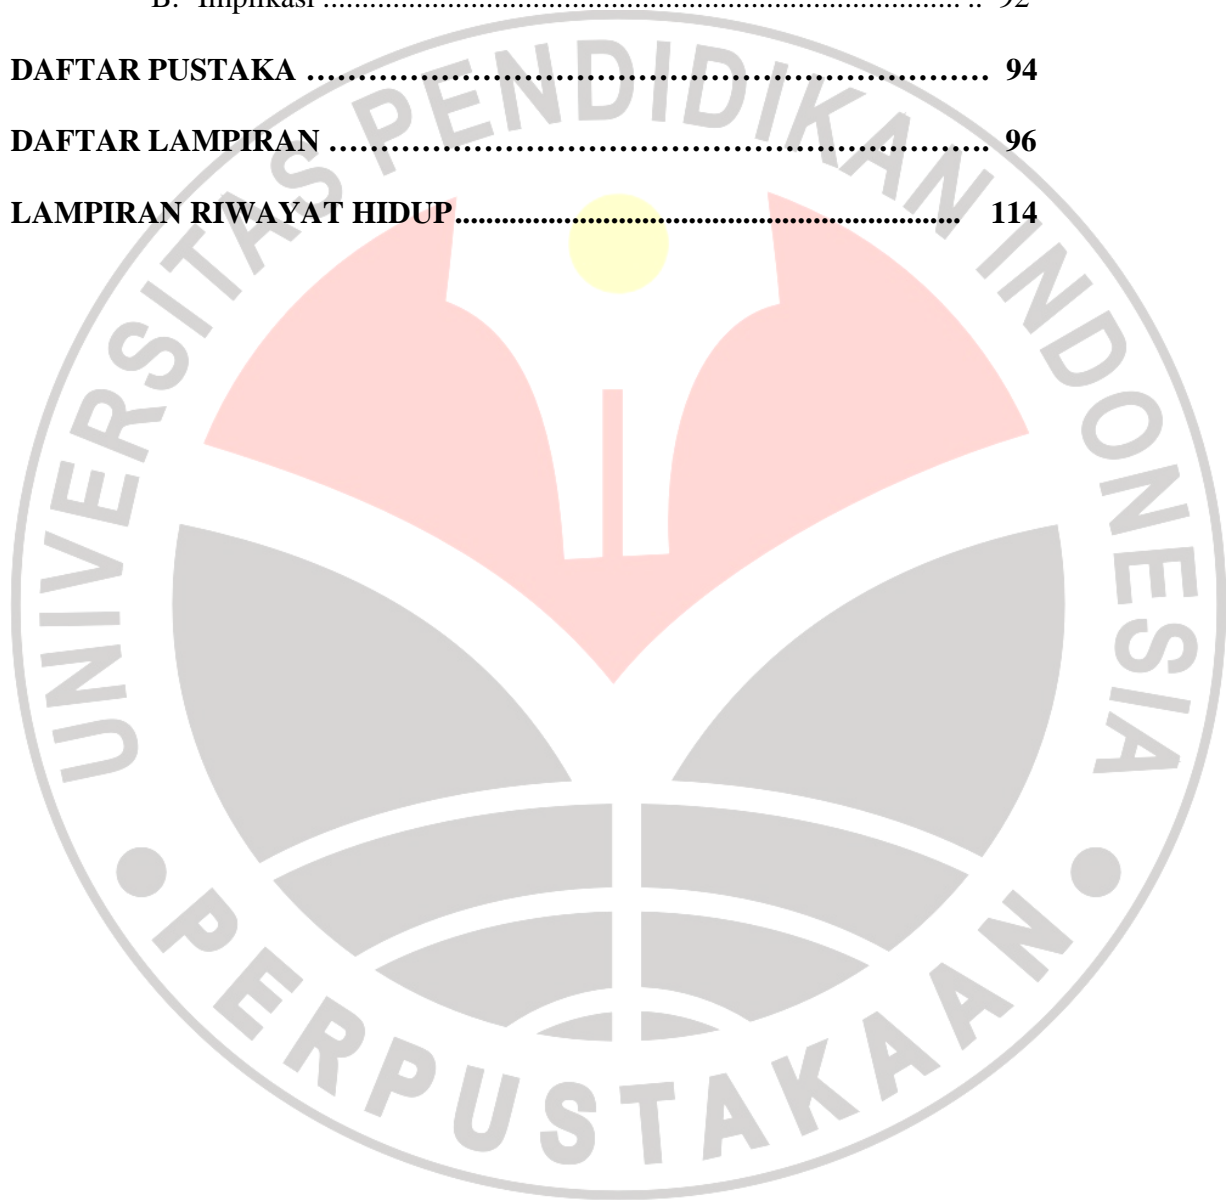 B. Implikasi .................................................................................... .. 92
DAFTAR PUSTAKA ……………………………………………………………… 94
DAFTAR LAMPIRAN ……………………………………………………………. 96
LAMPIRAN RIWAYAT HIDUP................................................................. 114
UNIVERSITAS PENDIDIKAN INDONESIA
PERPUSTAKAAN